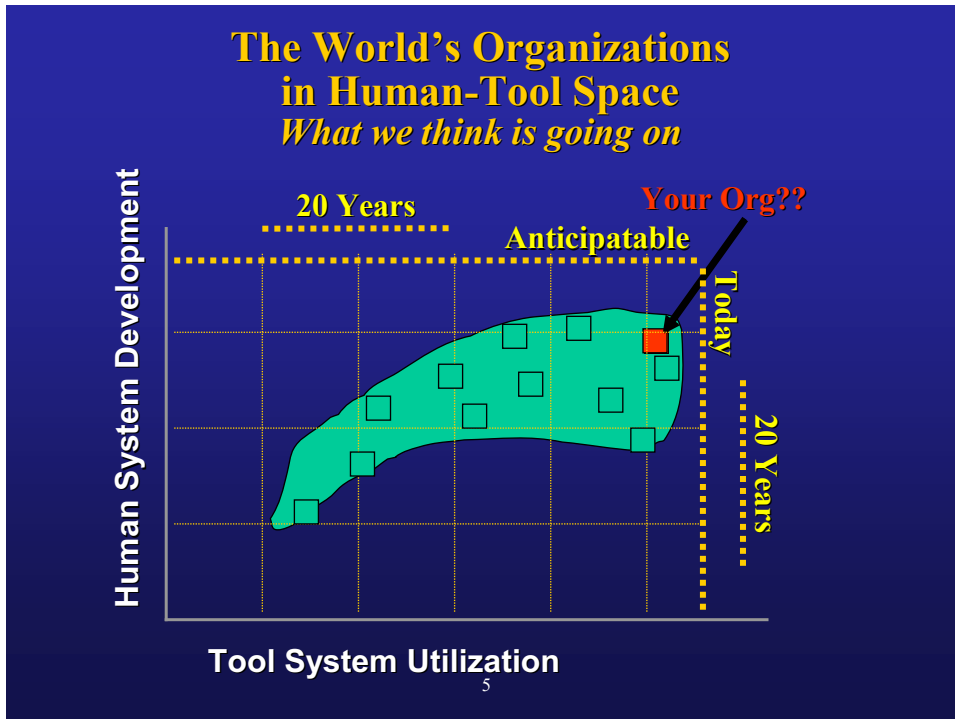 The World’s Organizations
in Human-Tool Space
What we think is going on
20 Years
Your Org??
Anticipatable
Today
20 Years
Human System Development
Tool System Utilization
5